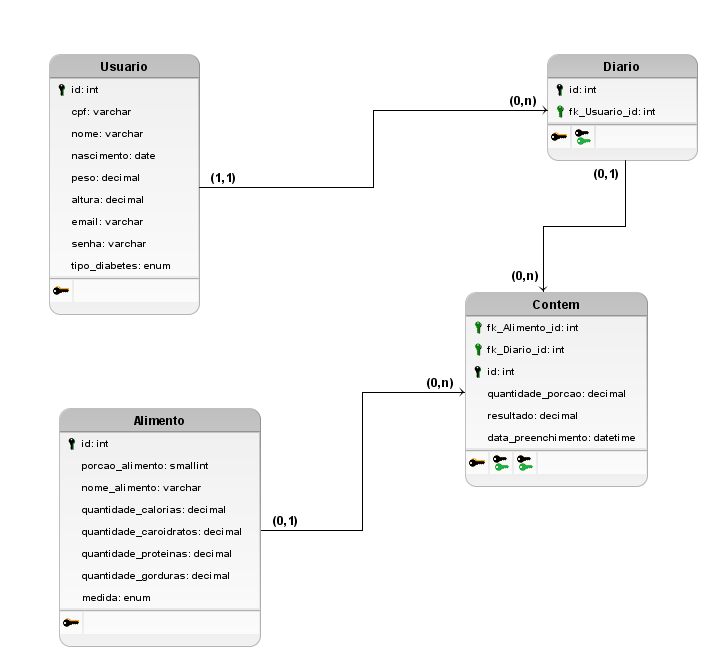 Usuario
id: int
cpf: varchar
nome: varchar
nascimento: date
peso: decimal
altura: decimal
email: varchar
senha: varchar
tipo_diabetes: enum
(1,1)
(0,n)
Diario
id: int
fk_Usuario_id: int
(0,1)
(0,n)
Contem
fk_Alimento_id: int
fk_Diario_id: int
id: int
quantidade_porcao: decimal
resultado: decimal
data_preenchimento: datetime
(0,n)
Alimento
id: int
porcao_alimento: smallint
nome_alimento: varchar
quantidade_calorias: decimal
quantidade_caroidratos: decimal
quantidade_proteinas: decimal
quantidade_gorduras: decimal
medida: enum
(0,1)